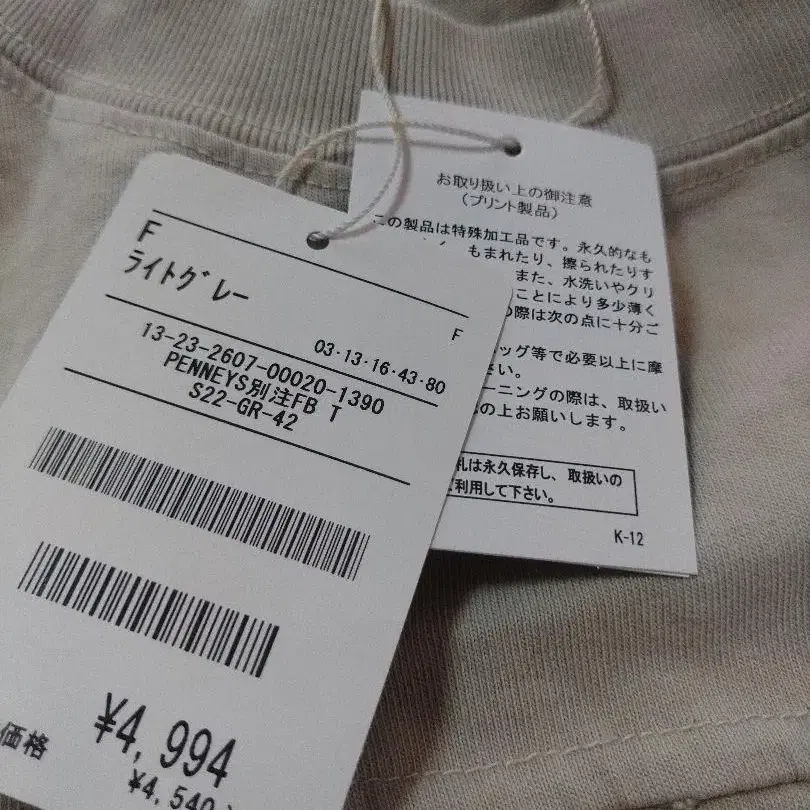 F
ライトグレー
F
03-13-16-43-80
13-23-2607-00020-1390
PENNEYS別注FB T
S22-GR-42
価格
¥4,994
¥4,540
お取り扱い上の御注意
(プリント製品)
この製品は特殊加工品です。永久的なも
もまれたり、擦られたりす
また、水洗いやクリ
ことにより多少薄く
の際は次の点に十分ご
ッグ等で必要以上に摩
さい。
ーニングの際は、取扱い
の上お願いします。
札は永久保存し、取扱いの
ご利用して下さい。
K-12